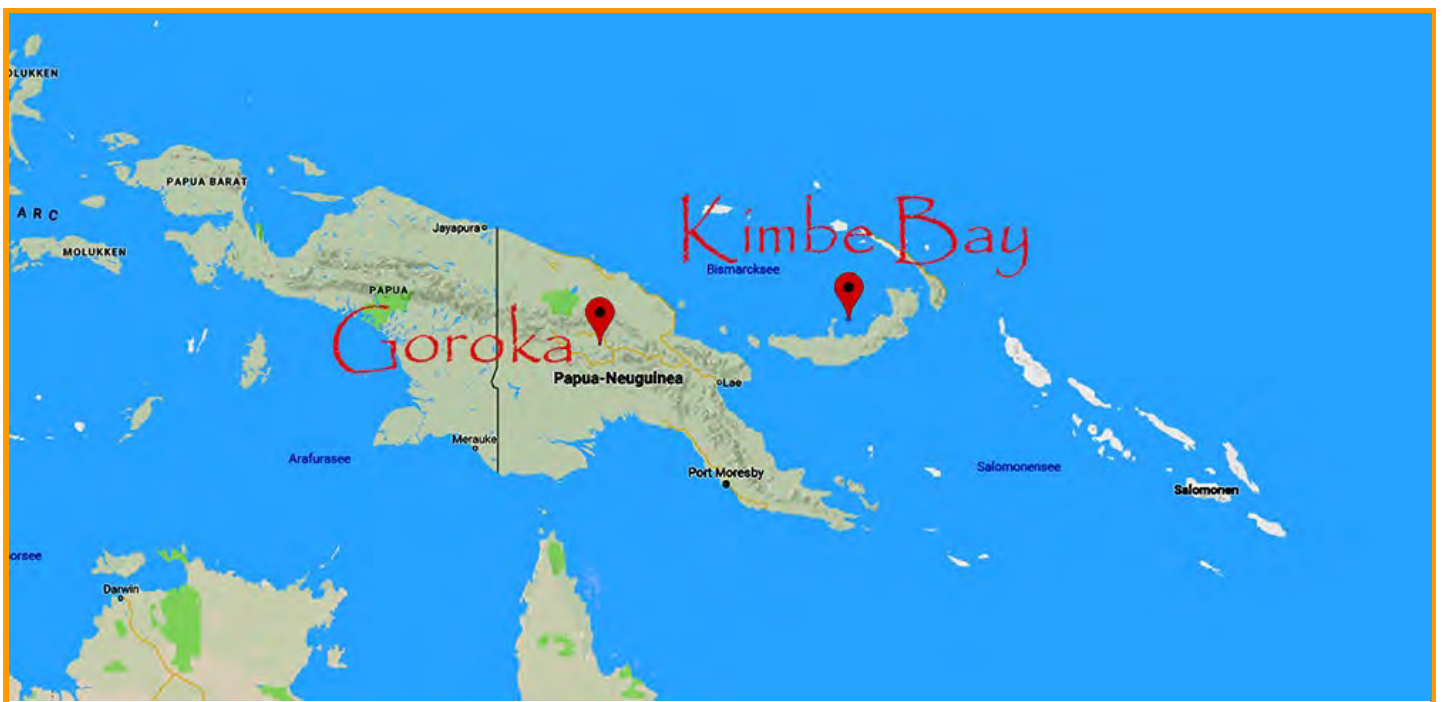 OLUKKEN
PAPUA BARAT
ARC
Kimbe Bay
Jayapura
MOLUKKEN
Bismarcksee
PAPUA
Goroka
Papua-Neuguinea
Lae
Merauke
Arafurasee
Salomonensee
Port Moresby
Salomonen
orsee
Darwin